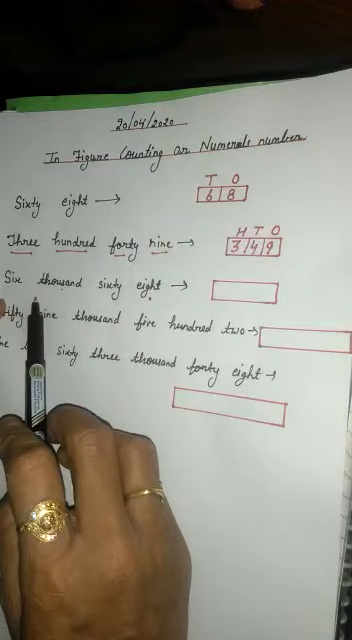 20/04/2020
In Figure Counting or Numerals number
T O
Sixty eight → 6 8
H T O
Three hundred forty nine → 3 4 9
Six thousand sixty eight →
thousand five hundred two →
sixty three thousand forty eight →